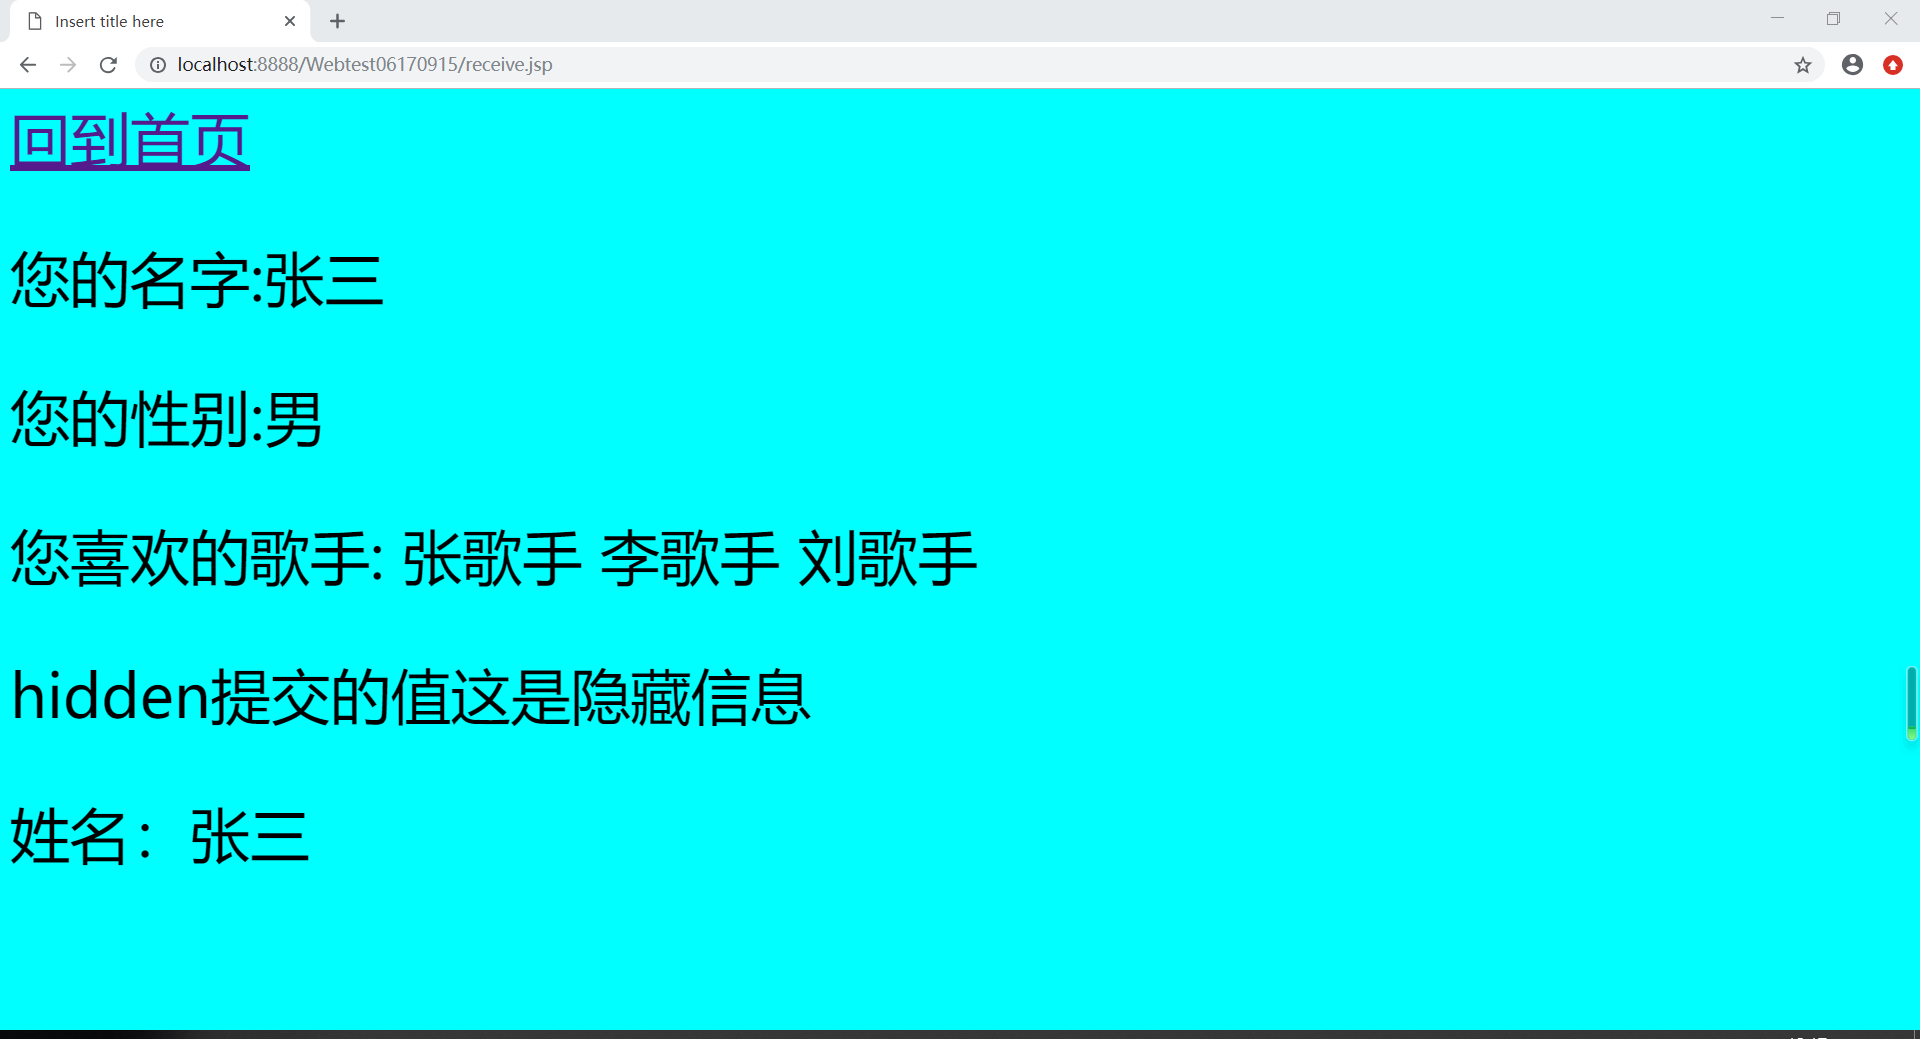 Insert title here
localhost:8888/Webtest06170915/receive.jsp
回到首页
您的名字:张三
您的性别:男
您喜欢的歌手: 张歌手 李歌手 刘歌手
hidden提交的值这是隐藏信息
姓名：张三